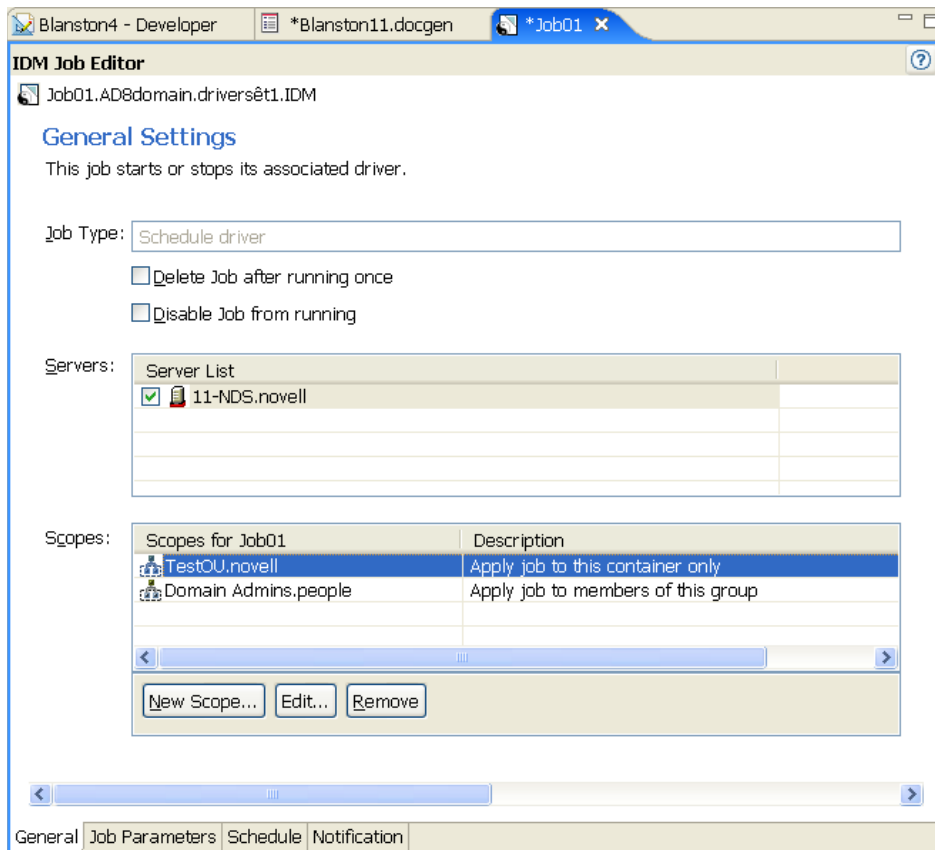 Blanston4 - Developer *Blanston11.docgen *Job01
IDM Job Editor
Job01.AD8domain.driversêt1.IDM
General Settings
This job starts or stops its associated driver.
Job Type: Schedule driver
Delete Job after running once
Disable Job from running
Servers: Server List
11-NDS.novell
Scopes: Scopes for Job01 Description
TestOU.novell Apply job to this container only
Domain Admins.people Apply job to members of this group
New Scope... Edit... Remove
General Job Parameters Schedule Notification